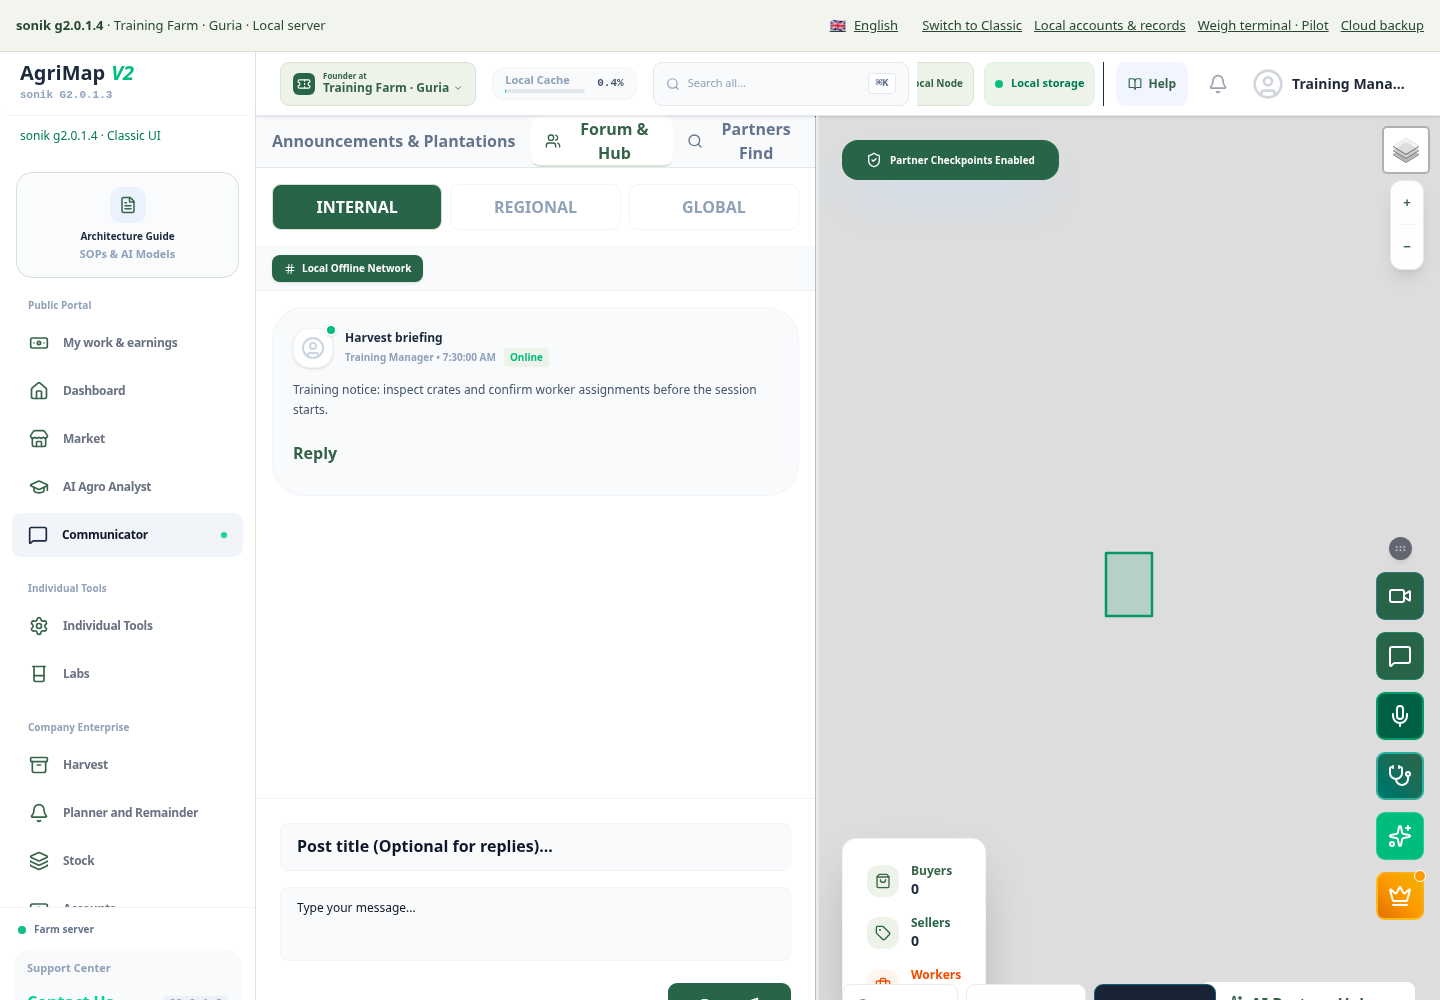 sonik g2.0.1.4 · Training Farm · Guria · Local server
English
Switch to Classic
Local accounts & records
Weigh terminal · Pilot
Cloud backup
AgriMap V2
sonik G2.0.1.3
Founder at
Training Farm · Guria
Local Cache
0.4%
Search all...
⌘K
cal Node
Local storage
Help
Training Mana...
sonik g2.0.1.4 · Classic UI
Architecture Guide
SOPs & AI Models
Public Portal
My work & earnings
Dashboard
Market
AI Agro Analyst
Communicator
Individual Tools
Individual Tools
Labs
Company Enterprise
Harvest
Planner and Remainder
Stock
Accounts
Farm server
Support Center
Contact Us
Announcements & Plantations
Forum &
Hub
Partners
Find
INTERNAL
REGIONAL
GLOBAL
Local Offline Network
Harvest briefing
Training Manager • 7:30:00 AM
Online
Training notice: inspect crates and confirm worker assignments before the session
starts.
Reply
Post title (Optional for replies)...
Type your message...
Partner Checkpoints Enabled
+
−
Buyers
0
Sellers
0
Workers